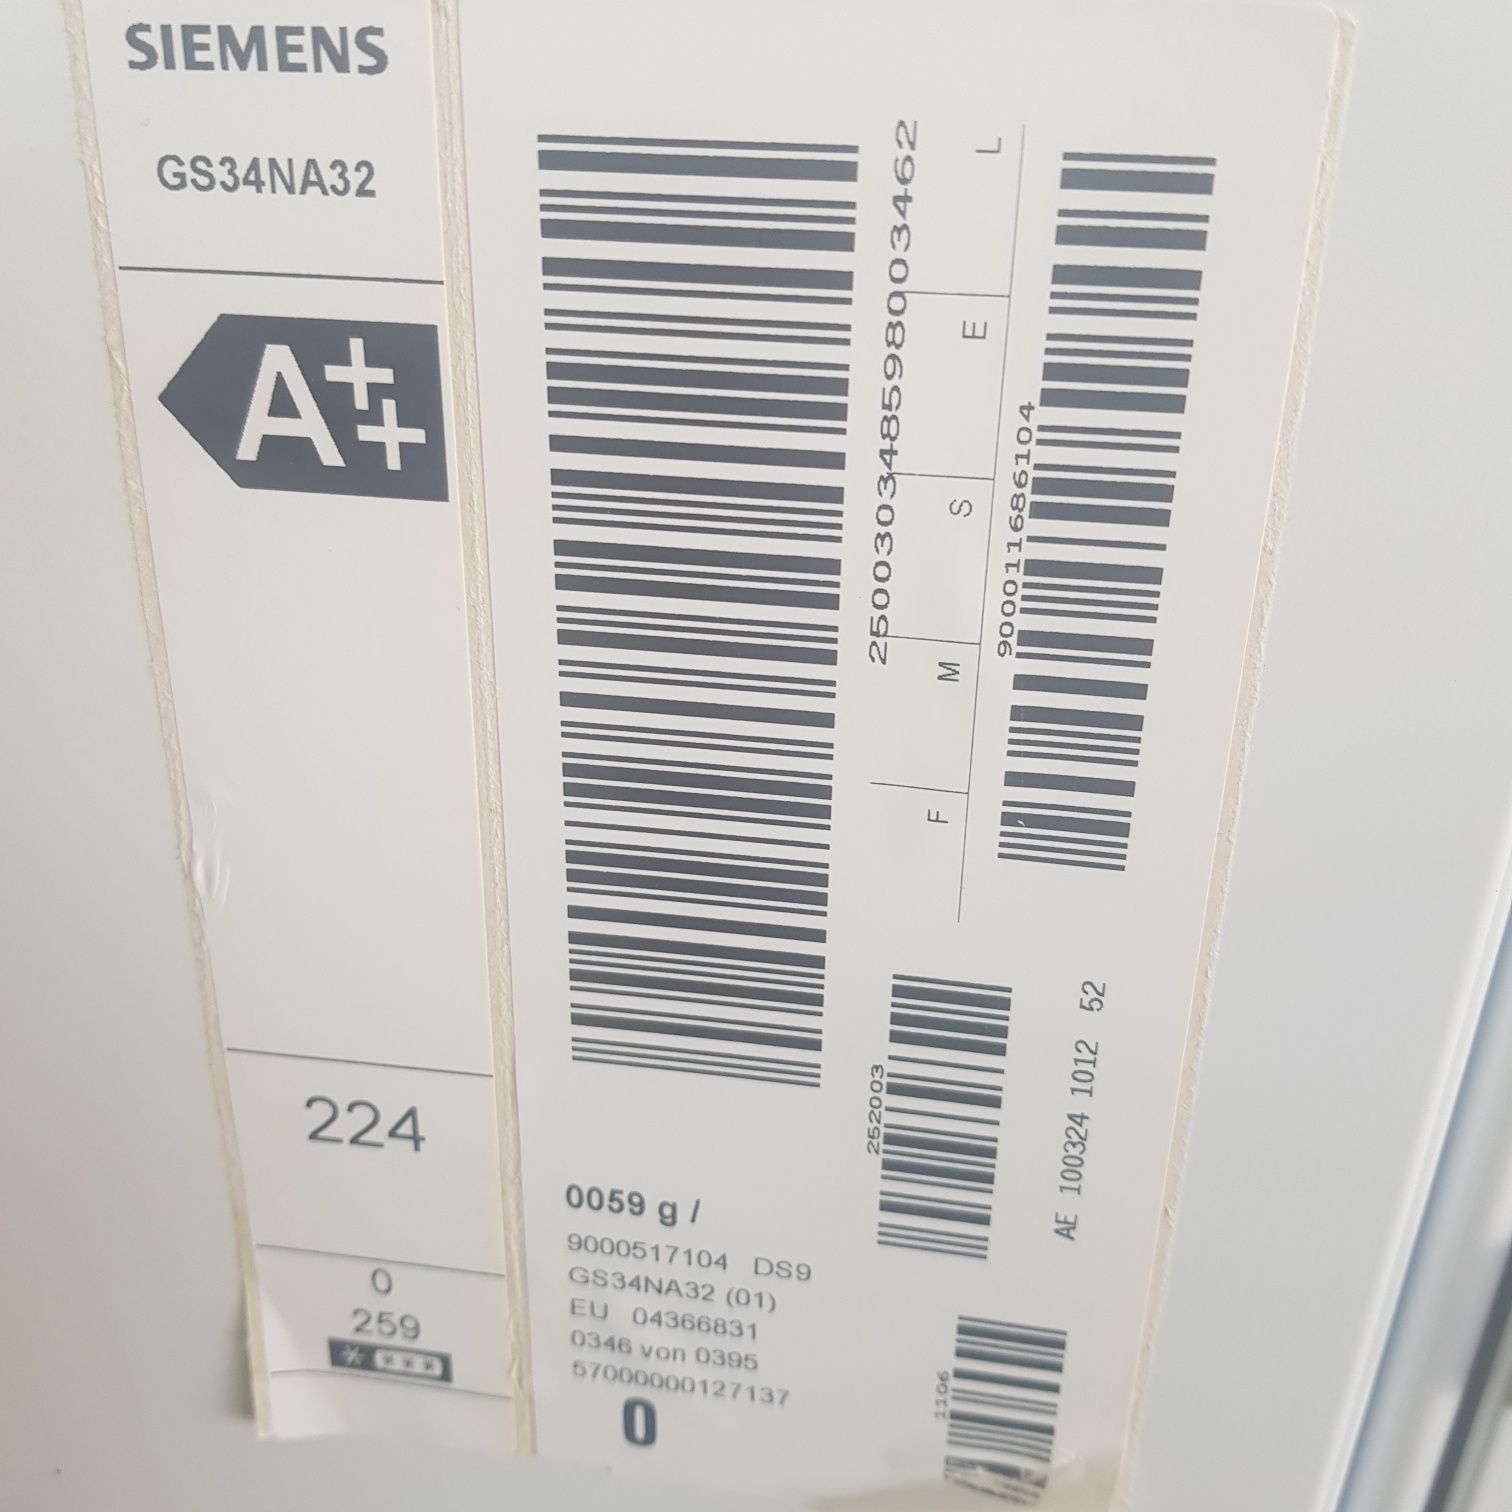 SIEMENS
GS34NA32
A++
224
0
259
250030348598003462
L
E
S
M
F
900011686104
252003
AE 100324 1012 52
1106
0059 g /
9000517104 DS9
GS34NA32 (01)
EU 04366831
0346 von 0395
57000000127137
0